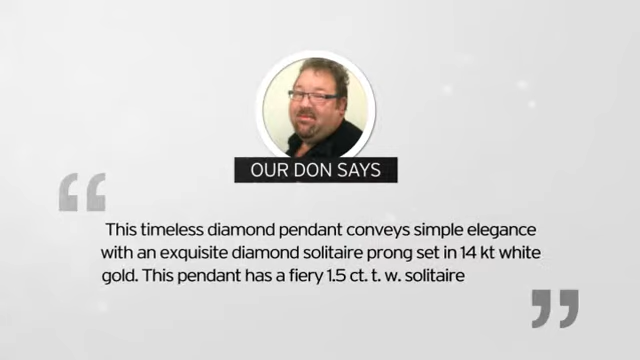 OUR DON SAYS
This timeless diamond pendant conveys simple elegance
with an exquisite diamond solitaire prong set in 14 kt white
gold. This pendant has a fiery 1.5 ct. t. w. solitaire